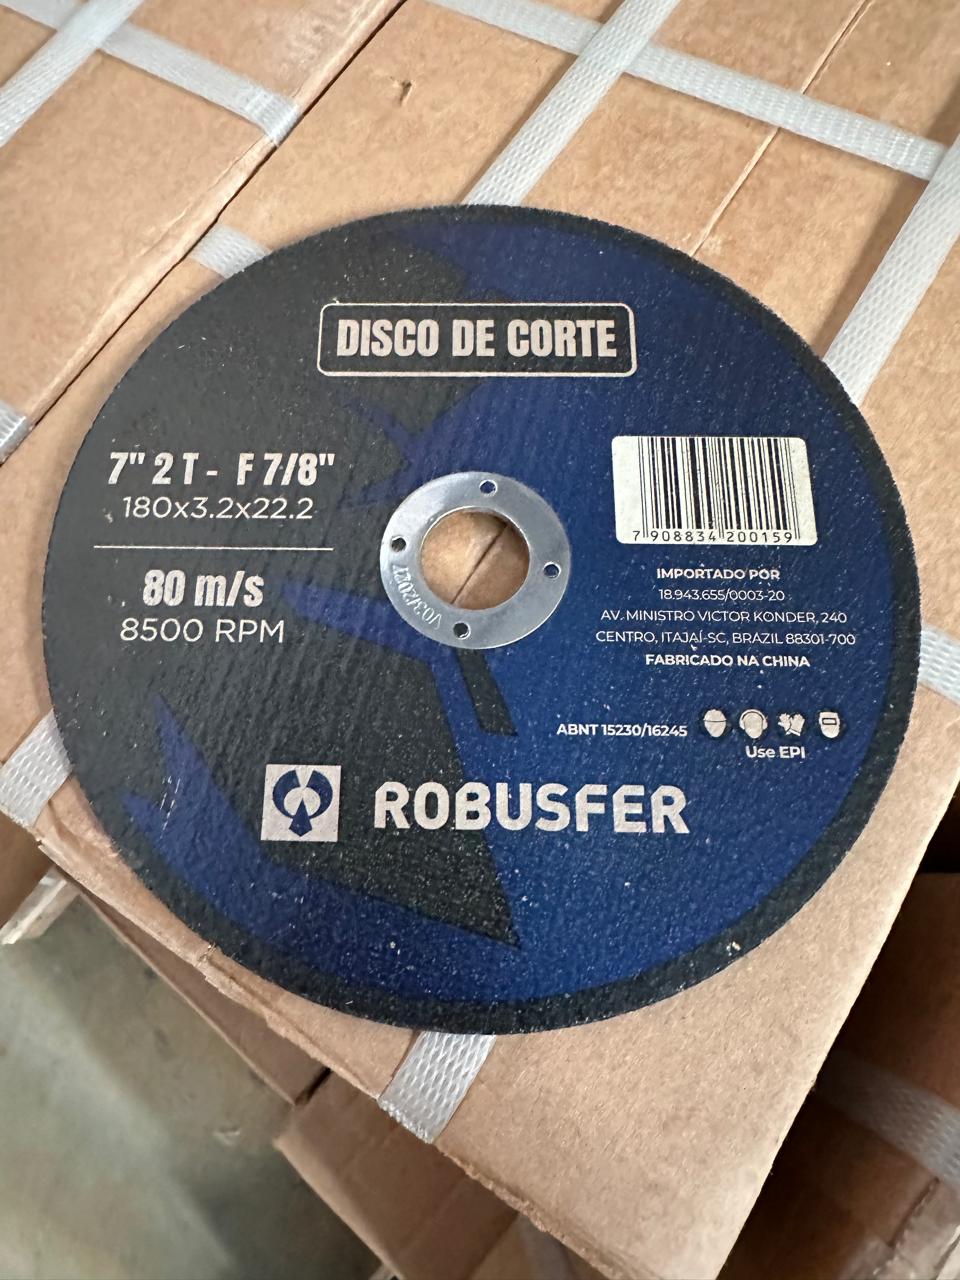 DISCO DE CORTE
7" 2 T - F 7/8"
180x3.2x22.2
80 m/s
8500 RPM
V03/2027
7 908834 200159
IMPORTADO POR
18.943.655/0003-20
AV. MINISTRO VICTOR KONDER, 240
CENTRO, ITAJAÍ-SC, BRAZIL 88301-700
FABRICADO NA CHINA
ABNT 15230/16245
Use EPI
ROBUSFER